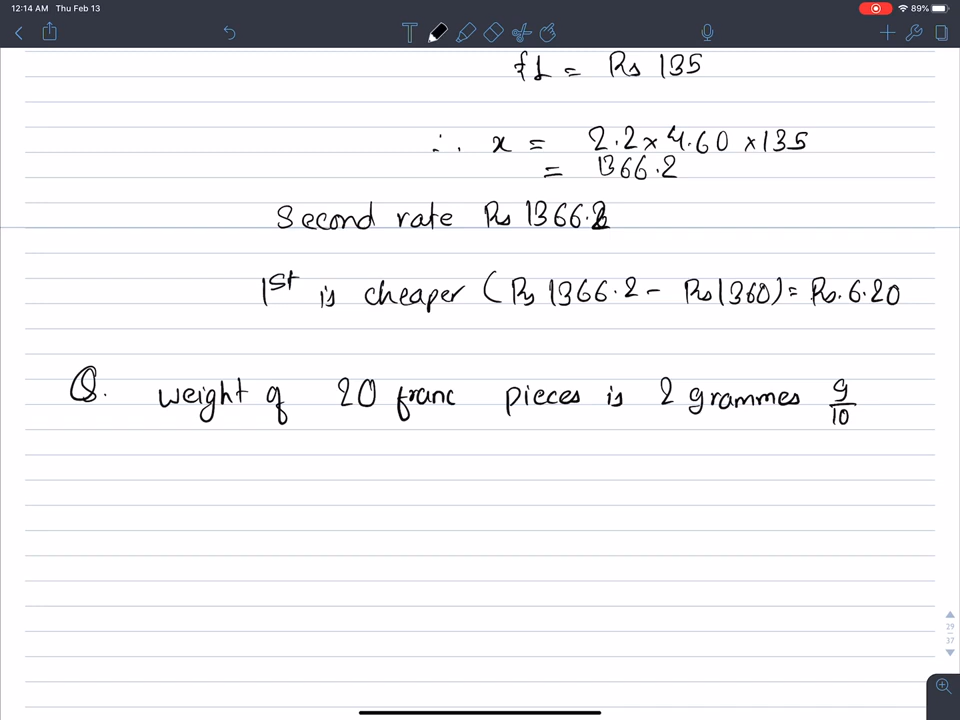 12:14 AM Thu Feb 13
89%
£1 = Rs 135
∴ x = 2.2 x 4.60 x 135
= 1366.2
Second rate Rs 1366.2
1st is cheaper (Rs 1366.2 - Rs 1360) = Rs. 6.20
Q. weight of 20 franc pieces is 2 grammes 9/10
29
~
37